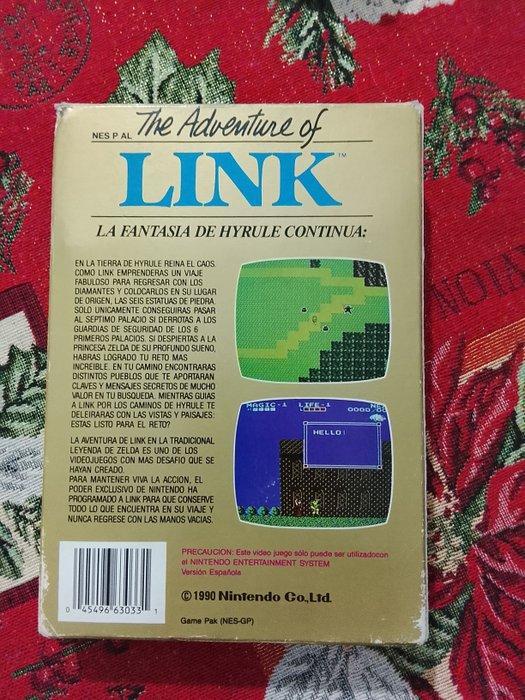 The Adventure of
NES P AL
LINK™
LA FANTASIA DE HYRULE CONTINUA:
EN LA TIERRA DE HYRULE REINA EL CAOS.
COMO LINK EMPRENDERAS UN VIAJE
FABULOSO PARA REGRESAR CON LOS
DIAMANTES Y COLOCARLOS EN SU LUGAR
DE ORIGEN, LAS SEIS ESTATUAS DE PIEDRA.
SOLO UNICAMENTE CONSEGUIRAS PASAR
AL SEPTIMO PALACIO SI DERROTAS A LOS
GUARDIAS DE SEGURIDAD DE LOS 6
PRIMEROS PALACIOS. SI DESPIERTAS A LA
PRINCESA ZELDA DE SU PROFUNDO SUENO,
HABRAS LOGRADO TU RETO MAS
INCREIBLE. EN TU CAMINO ENCONTRARAS
DISTINTOS PUEBLOS QUE TE APORTARAN
CLAVES Y MENSAJES SECRETOS DE MUCHO
VALOR EN TU BUSQUEDA. MIENTRAS GUIAS
A LINK POR LOS CAMINOS DE HYRULE TE
DELEIRARAS CON LAS VISTAS Y PAISAJES:
ESTAS LISTO PARA EL RETO?
LA AVENTURA DE LINK EN LA TRADICIONAL
LEYENDA DE ZELDA ES UNO DE LOS
VIDEOJUEGOS CON MAS DESAFIO QUE SE
HAYAN CREADO.
PARA MANTENER VIVA LA ACCION, EL
PODER EXCLUSIVO DE NINTENDO HA
PROGRAMADO A LINK PARA QUE CONSERVE
TODO LO QUE ENCUENTRA EN SU VIAJE Y
NUNCA REGRESE CON LAS MANOS VACIAS.
MAGIC-1 LIFE-1
HELLO!
PRECAUCION: Este video juego sólo puede ser utilizadocon
el NINTENDO ENTERTAINMENT SYSTEM
Versión Española
© 1990 Nintendo Co., Ltd.
Game Pak (NES-GP)
0 45496 63033 1